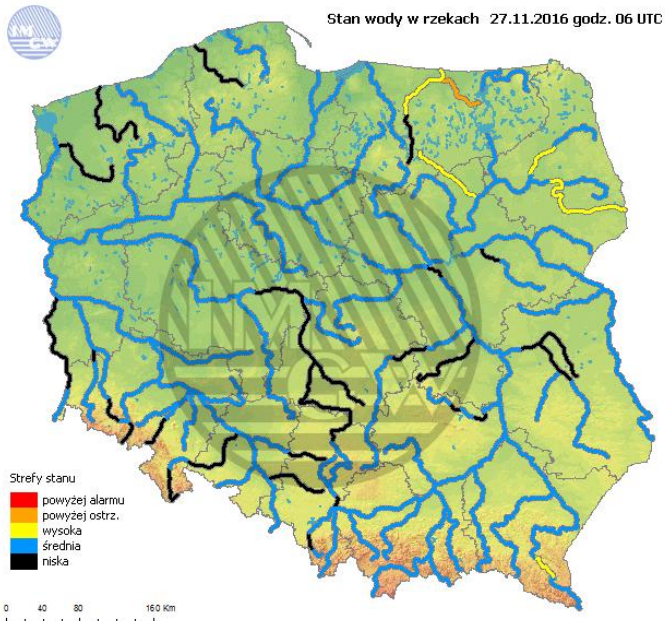 Stan wody w rzekach 27.11.2016 godz. 06 UTC
IMGW
Strefy stanu
powyżej alarmu
powyżej ostrz.
wysoka
średnia
niska
0 40 80 160 Km